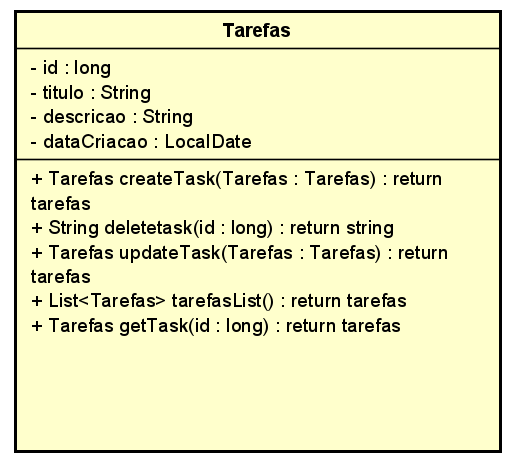 Tarefas
- id : long
- titulo : String
- descricao : String
- dataCriacao : LocalDate
+ Tarefas createTask(Tarefas : Tarefas) : return
tarefas
+ String deletetask(id : long) : return string
+ Tarefas updateTask(Tarefas : Tarefas) : return
tarefas
+ List<Tarefas> tarefasList() : return tarefas
+ Tarefas getTask(id : long) : return tarefas